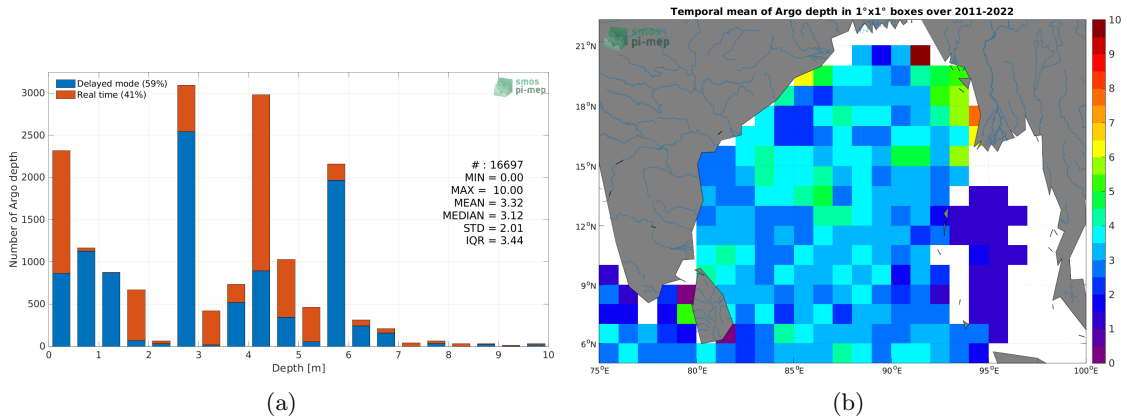 Delayed mode (59%)
Real time (41%)
smos
pi-mep
# : 16697
MIN = 0.00
MAX = 10.00
MEAN = 3.32
MEDIAN = 3.12
STD = 2.01
IQR = 3.44
Number of Argo depth
3000
2500
2000
1500
1000
500
0
0 1 2 3 4 5 6 7 8 9 10
Depth [m]
(a)
Temporal mean of Argo depth in 1°x1° boxes over 2011-2022
smos
pi-mep
21°N
18°N
15°N
12°N
9°N
6°N
75°E 80°E 85°E 90°E 95°E 100°E
10
9
8
7
6
5
4
3
2
1
0
(b)